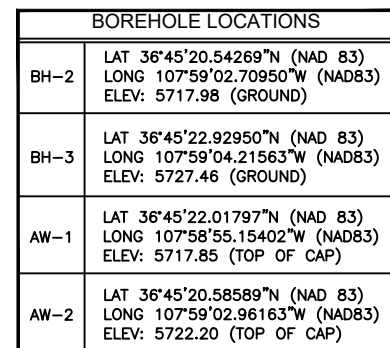 BOREHOLE LOCATIONS
BH-2
LAT 36°45'20.54269"N (NAD 83)
LONG 107°59'02.70950"W (NAD83)
ELEV: 5717.98 (GROUND)
BH-3
LAT 36°45'22.92950"N (NAD 83)
LONG 107°59'04.21563"W (NAD83)
ELEV: 5727.46 (GROUND)
AW-1
LAT 36°45'22.01797"N (NAD 83)
LONG 107°58'55.15402"W (NAD83)
ELEV: 5717.85 (TOP OF CAP)
AW-2
LAT 36°45'20.58589"N (NAD 83)
LONG 107°59'02.96163"W (NAD83)
ELEV: 5722.20 (TOP OF CAP)